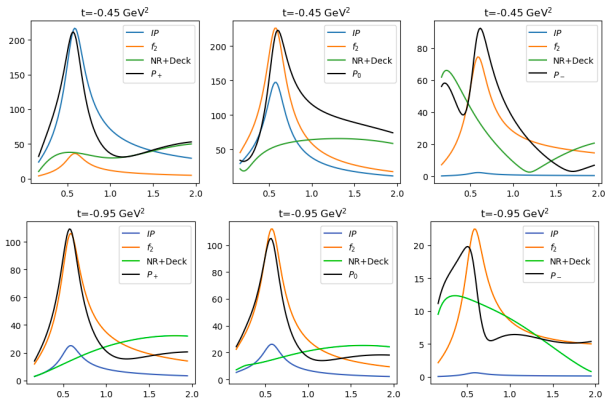 t=-0.45 GeV²
t=-0.45 GeV²
t=-0.45 GeV²
IP
f₂
NR+Deck
P₊
IP
f₂
NR+Deck
P₀
IP
f₂
NR+Deck
P₋
200
150
100
50
0
0.5
1.0
1.5
2.0
200
150
100
50
0.5
1.0
1.5
2.0
80
60
40
20
0
0.5
1.0
1.5
2.0
t=-0.95 GeV²
t=-0.95 GeV²
t=-0.95 GeV²
IP
f₂
NR+Deck
P₊
IP
f₂
NR+Deck
P₀
IP
f₂
NR+Deck
P₋
100
80
60
40
20
0
0.5
1.0
1.5
2.0
100
80
60
40
20
0
0.5
1.0
1.5
2.0
20
15
10
5
0
0.5
1.0
1.5
2.0